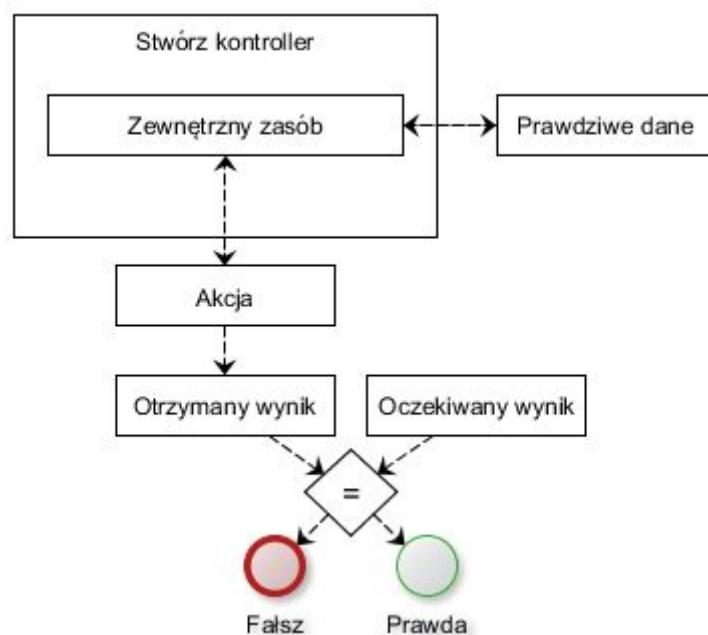 Stwórz kontroller
Zewnętrzny zasób
Prawdziwe dane
Akcja
Otrzymany wynik
Oczekiwany wynik
=
Fałsz
Prawda